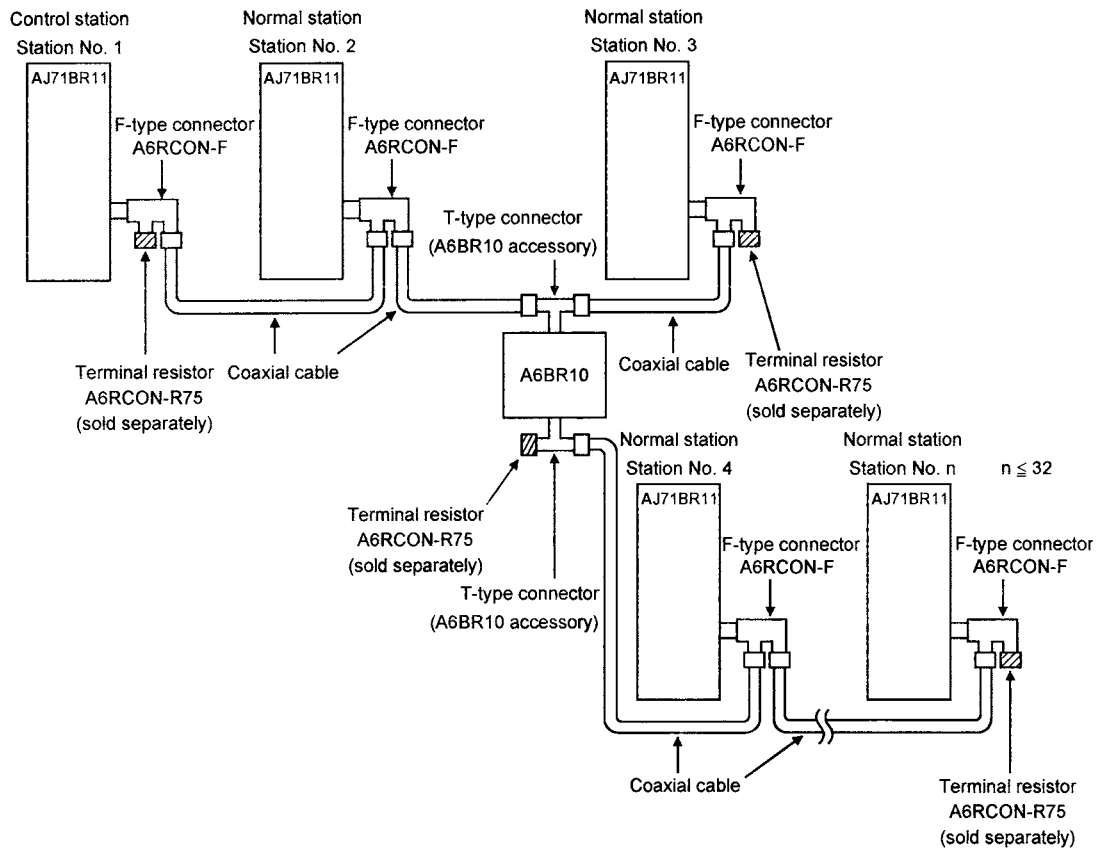 Control station
Station No. 1
AJ71BR11
F-type connector
A6RCON-F
Terminal resistor
A6RCON-R75
(sold separately)
Normal station
Station No. 2
AJ71BR11
F-type connector
A6RCON-F
Coaxial cable
T-type connector
(A6BR10 accessory)
A6BR10
Normal station
Station No. 3
AJ71BR11
F-type connector
A6RCON-F
Coaxial cable
Terminal resistor
A6RCON-R75
(sold separately)
Terminal resistor
A6RCON-R75
(sold separately)
T-type connector
(A6BR10 accessory)
Normal station
Station No. 4
AJ71BR11
F-type connector
A6RCON-F
Coaxial cable
Normal station
Station No. n n ≦ 32
AJ71BR11
F-type connector
A6RCON-F
Terminal resistor
A6RCON-R75
(sold separately)